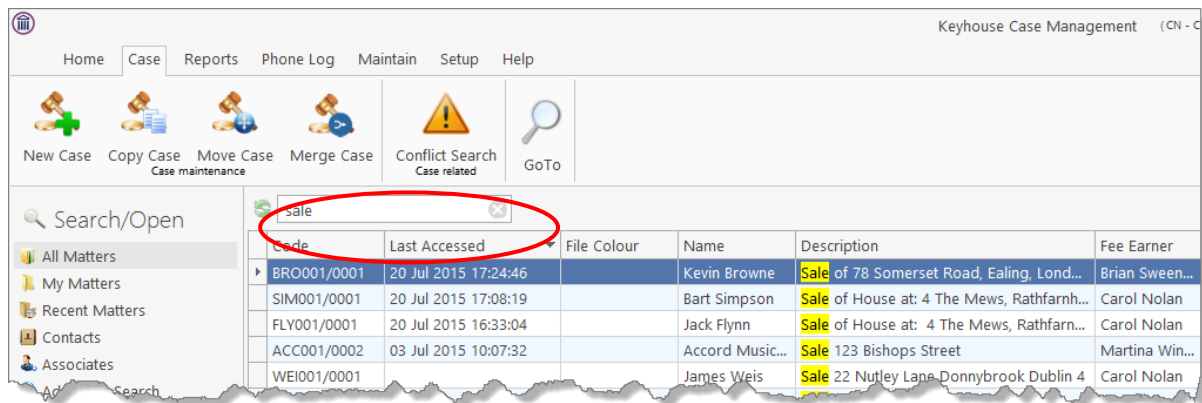 Keyhouse Case Management (CN - C
Home Case Reports Phone Log Maintain Setup Help
New Case Copy Case Move Case Merge Case Conflict Search GoTo
Case maintenance Case related
Search/Open
sale
Code Last Accessed File Colour Name Description Fee Earner
All Matters
My Matters
Recent Matters
Contacts
Associates
BRO001/0001 20 Jul 2015 17:24:46 Kevin Browne Sale of 78 Somerset Road, Ealing, Lond... Brian Sween...
SIM001/0001 20 Jul 2015 17:08:19 Bart Simpson Sale of House at: 4 The Mews, Rathfarnh... Carol Nolan
FLY001/0001 20 Jul 2015 16:33:04 Jack Flynn Sale of House at: 4 The Mews, Rathfarn... Carol Nolan
ACC001/0002 03 Jul 2015 10:07:32 Accord Music... Sale 123 Bishops Street Martina Win...
WEI001/0001 James Weis Sale 22 Nutley Lane Donnybrook Dublin 4 Carol Nolan